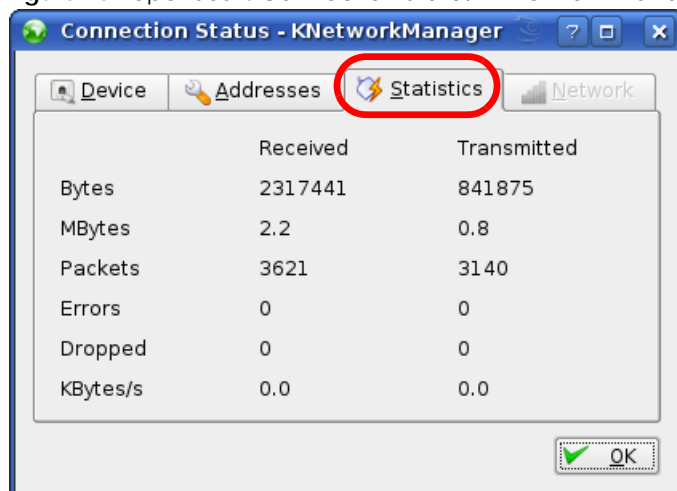 Connection Status - KNetworkManager
Device Addresses Statistics Network
Received Transmitted
Bytes 2317441 841875
MBytes 2.2 0.8
Packets 3621 3140
Errors 0 0
Dropped 0 0
KBytes/s 0.0 0.0
OK